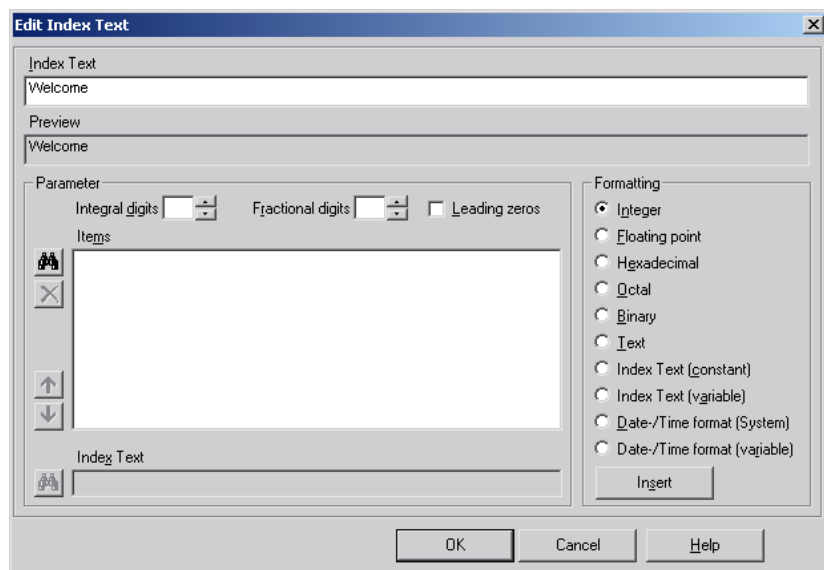 Edit Index Text
Index Text
Welcome
Preview
Welcome
Parameter
Integral digits
Fractional digits
Leading zeros
Items
Index Text
Formatting
Integer
Floating point
Hexadecimal
Octal
Binary
Text
Index Text (constant)
Index Text (variable)
Date-/Time format (System)
Date-/Time format (variable)
Insert
OK
Cancel
Help